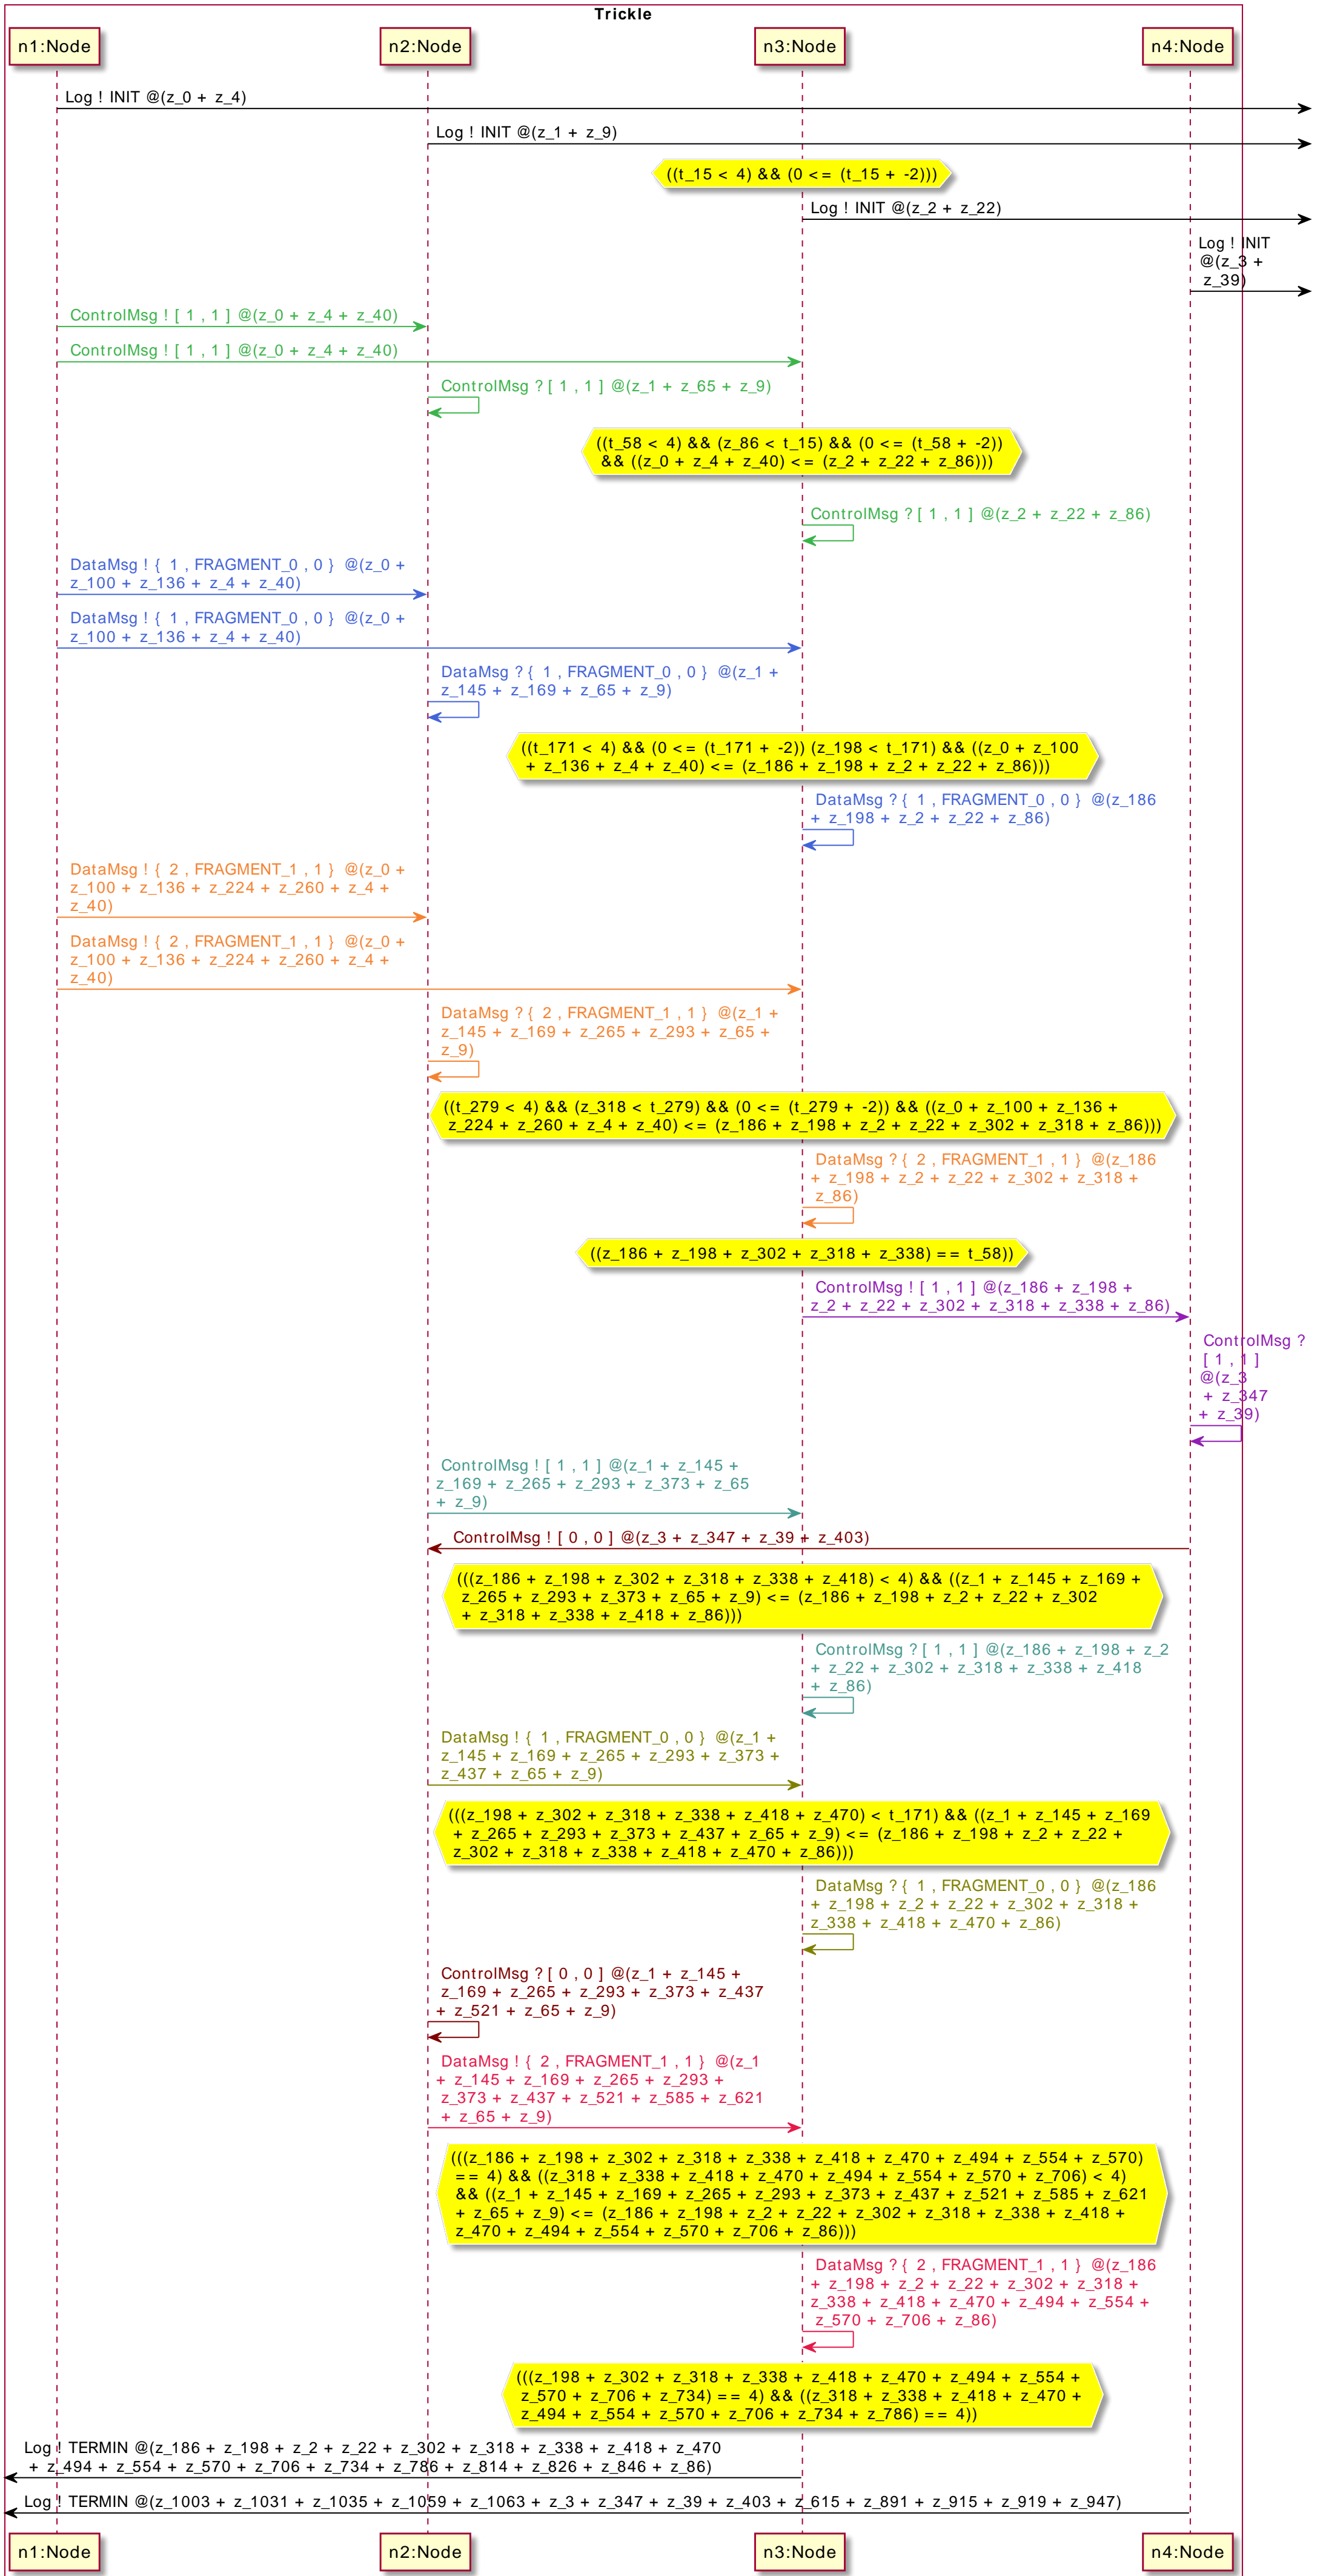 Trickle
n1:Node
n2:Node
n3:Node
n4:Node
Log ! INIT @(z_0 + z_4)
Log ! INIT @(z_1 + z_9)
((t_15 < 4) && (0 <= (t_15 + -2)))
Log ! INIT @(z_2 + z_22)
Log ! INIT
@(z_3 +
z_39)
ControlMsg ! [ 1 , 1 ] @(z_0 + z_4 + z_40)
ControlMsg ! [ 1 , 1 ] @(z_0 + z_4 + z_40)
ControlMsg ? [ 1 , 1 ] @(z_1 + z_65 + z_9)
((t_58 < 4) && (z_86 < t_15) && (0 <= (t_58 + -2))
&& ((z_0 + z_4 + z_40) <= (z_2 + z_22 + z_86)))
ControlMsg ? [ 1 , 1 ] @(z_2 + z_22 + z_86)
DataMsg ! { 1 , FRAGMENT_0 , 0 } @(z_0 +
z_100 + z_136 + z_4 + z_40)
DataMsg ! { 1 , FRAGMENT_0 , 0 } @(z_0 +
z_100 + z_136 + z_4 + z_40)
DataMsg ? { 1 , FRAGMENT_0 , 0 } @(z_1 +
z_145 + z_169 + z_65 + z_9)
((t_171 < 4) && (0 <= (t_171 + -2)) (z_198 < t_171) && ((z_0 + z_100
+ z_136 + z_4 + z_40) <= (z_186 + z_198 + z_2 + z_22 + z_86)))
DataMsg ? { 1 , FRAGMENT_0 , 0 } @(z_186
+ z_198 + z_2 + z_22 + z_86)
DataMsg ! { 2 , FRAGMENT_1 , 1 } @(z_0 +
z_100 + z_136 + z_224 + z_260 + z_4 +
z_40)
DataMsg ! { 2 , FRAGMENT_1 , 1 } @(z_0 +
z_100 + z_136 + z_224 + z_260 + z_4 +
z_40)
DataMsg ? { 2 , FRAGMENT_1 , 1 } @(z_1 +
z_145 + z_169 + z_265 + z_293 + z_65 +
z_9)
((t_279 < 4) && (z_318 < t_279) && (0 <= (t_279 + -2)) && ((z_0 + z_100 + z_136 +
z_224 + z_260 + z_4 + z_40) <= (z_186 + z_198 + z_2 + z_22 + z_302 + z_318 + z_86)))
DataMsg ? { 2 , FRAGMENT_1 , 1 } @(z_186
+ z_198 + z_2 + z_22 + z_302 + z_318 +
z_86)
((z_186 + z_198 + z_302 + z_318 + z_338) == t_58))
ControlMsg ! [ 1 , 1 ] @(z_186 + z_198 +
z_2 + z_22 + z_302 + z_318 + z_338 + z_86)
ControlMsg ?
[ 1 , 1 ]
@(z_3
+ z_347
+ z_39)
ControlMsg ! [ 1 , 1 ] @(z_1 + z_145 +
z_169 + z_265 + z_293 + z_373 + z_65
+ z_9)
ControlMsg ! [ 0 , 0 ] @(z_3 + z_347 + z_39 + z_403)
(((z_186 + z_198 + z_302 + z_318 + z_338 + z_418) < 4) && ((z_1 + z_145 + z_169 +
z_265 + z_293 + z_373 + z_65 + z_9) <= (z_186 + z_198 + z_2 + z_22 + z_302
+ z_318 + z_338 + z_418 + z_86)))
ControlMsg ? [ 1 , 1 ] @(z_186 + z_198 + z_2
+ z_22 + z_302 + z_318 + z_338 + z_418
+ z_86)
DataMsg ! { 1 , FRAGMENT_0 , 0 } @(z_1 +
z_145 + z_169 + z_265 + z_293 + z_373 +
z_437 + z_65 + z_9)
(((z_198 + z_302 + z_318 + z_338 + z_418 + z_470) < t_171) && ((z_1 + z_145 + z_169
+ z_265 + z_293 + z_373 + z_437 + z_65 + z_9) <= (z_186 + z_198 + z_2 + z_22 +
z_302 + z_318 + z_338 + z_418 + z_470 + z_86)))
DataMsg ? { 1 , FRAGMENT_0 , 0 } @(z_186
+ z_198 + z_2 + z_22 + z_302 + z_318 +
z_338 + z_418 + z_470 + z_86)
ControlMsg ? [ 0 , 0 ] @(z_1 + z_145 +
z_169 + z_265 + z_293 + z_373 + z_437
+ z_521 + z_65 + z_9)
DataMsg ! { 2 , FRAGMENT_1 , 1 } @(z_1
+ z_145 + z_169 + z_265 + z_293 +
z_373 + z_437 + z_521 + z_585 + z_621
+ z_65 + z_9)
(((z_186 + z_198 + z_302 + z_318 + z_338 + z_418 + z_470 + z_494 + z_554 + z_570)
== 4) && ((z_318 + z_338 + z_418 + z_470 + z_494 + z_554 + z_570 + z_706) < 4)
&& ((z_1 + z_145 + z_169 + z_265 + z_293 + z_373 + z_437 + z_521 + z_585 + z_621
+ z_65 + z_9) <= (z_186 + z_198 + z_2 + z_22 + z_302 + z_318 + z_338 + z_418 +
z_470 + z_494 + z_554 + z_570 + z_706 + z_86)))
DataMsg ? { 2 , FRAGMENT_1 , 1 } @(z_186
+ z_198 + z_2 + z_22 + z_302 + z_318 +
z_338 + z_418 + z_470 + z_494 + z_554 +
z_570 + z_706 + z_86)
(((z_198 + z_302 + z_318 + z_338 + z_418 + z_470 + z_494 + z_554 +
z_570 + z_706 + z_734) == 4) && ((z_318 + z_338 + z_418 + z_470 +
z_494 + z_554 + z_570 + z_706 + z_734 + z_786) == 4))
Log ! TERMIN @(z_186 + z_198 + z_2 + z_22 + z_302 + z_318 + z_338 + z_418 + z_470
+ z_494 + z_554 + z_570 + z_706 + z_734 + z_786 + z_814 + z_826 + z_846 + z_86)
Log ! TERMIN @(z_1003 + z_1031 + z_1035 + z_1059 + z_1063 + z_3 + z_347 + z_39 + z_403 + z_615 + z_891 + z_915 + z_919 + z_947)
n1:Node
n2:Node
n3:Node
n4:Node